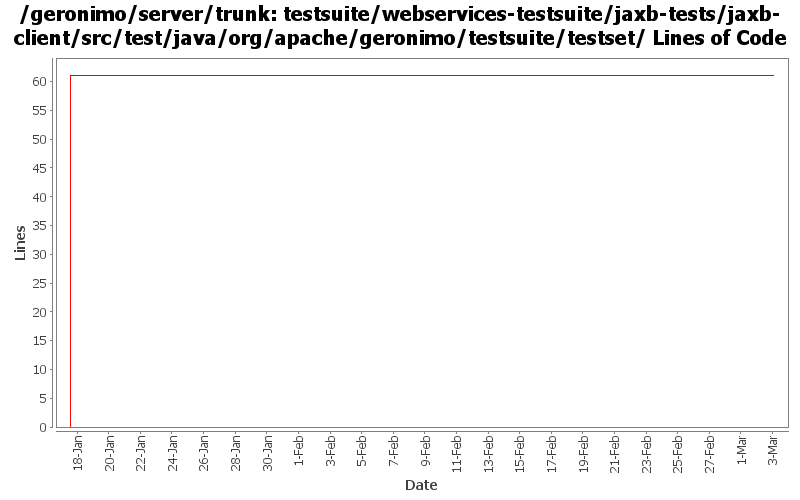 /geronimo/server/trunk: testsuite/webservices-testsuite/jaxb-tests/jaxb-
client/src/test/java/org/apache/geronimo/testsuite/testset/ Lines of Code
60
55
50
45
40
35
30
25
20
15
10
5
0
Lines
18-Jan
20-Jan
22-Jan
24-Jan
26-Jan
28-Jan
30-Jan
1-Feb
3-Feb
5-Feb
7-Feb
9-Feb
11-Feb
13-Feb
15-Feb
17-Feb
19-Feb
21-Feb
23-Feb
25-Feb
27-Feb
1-Mar
3-Mar
Date